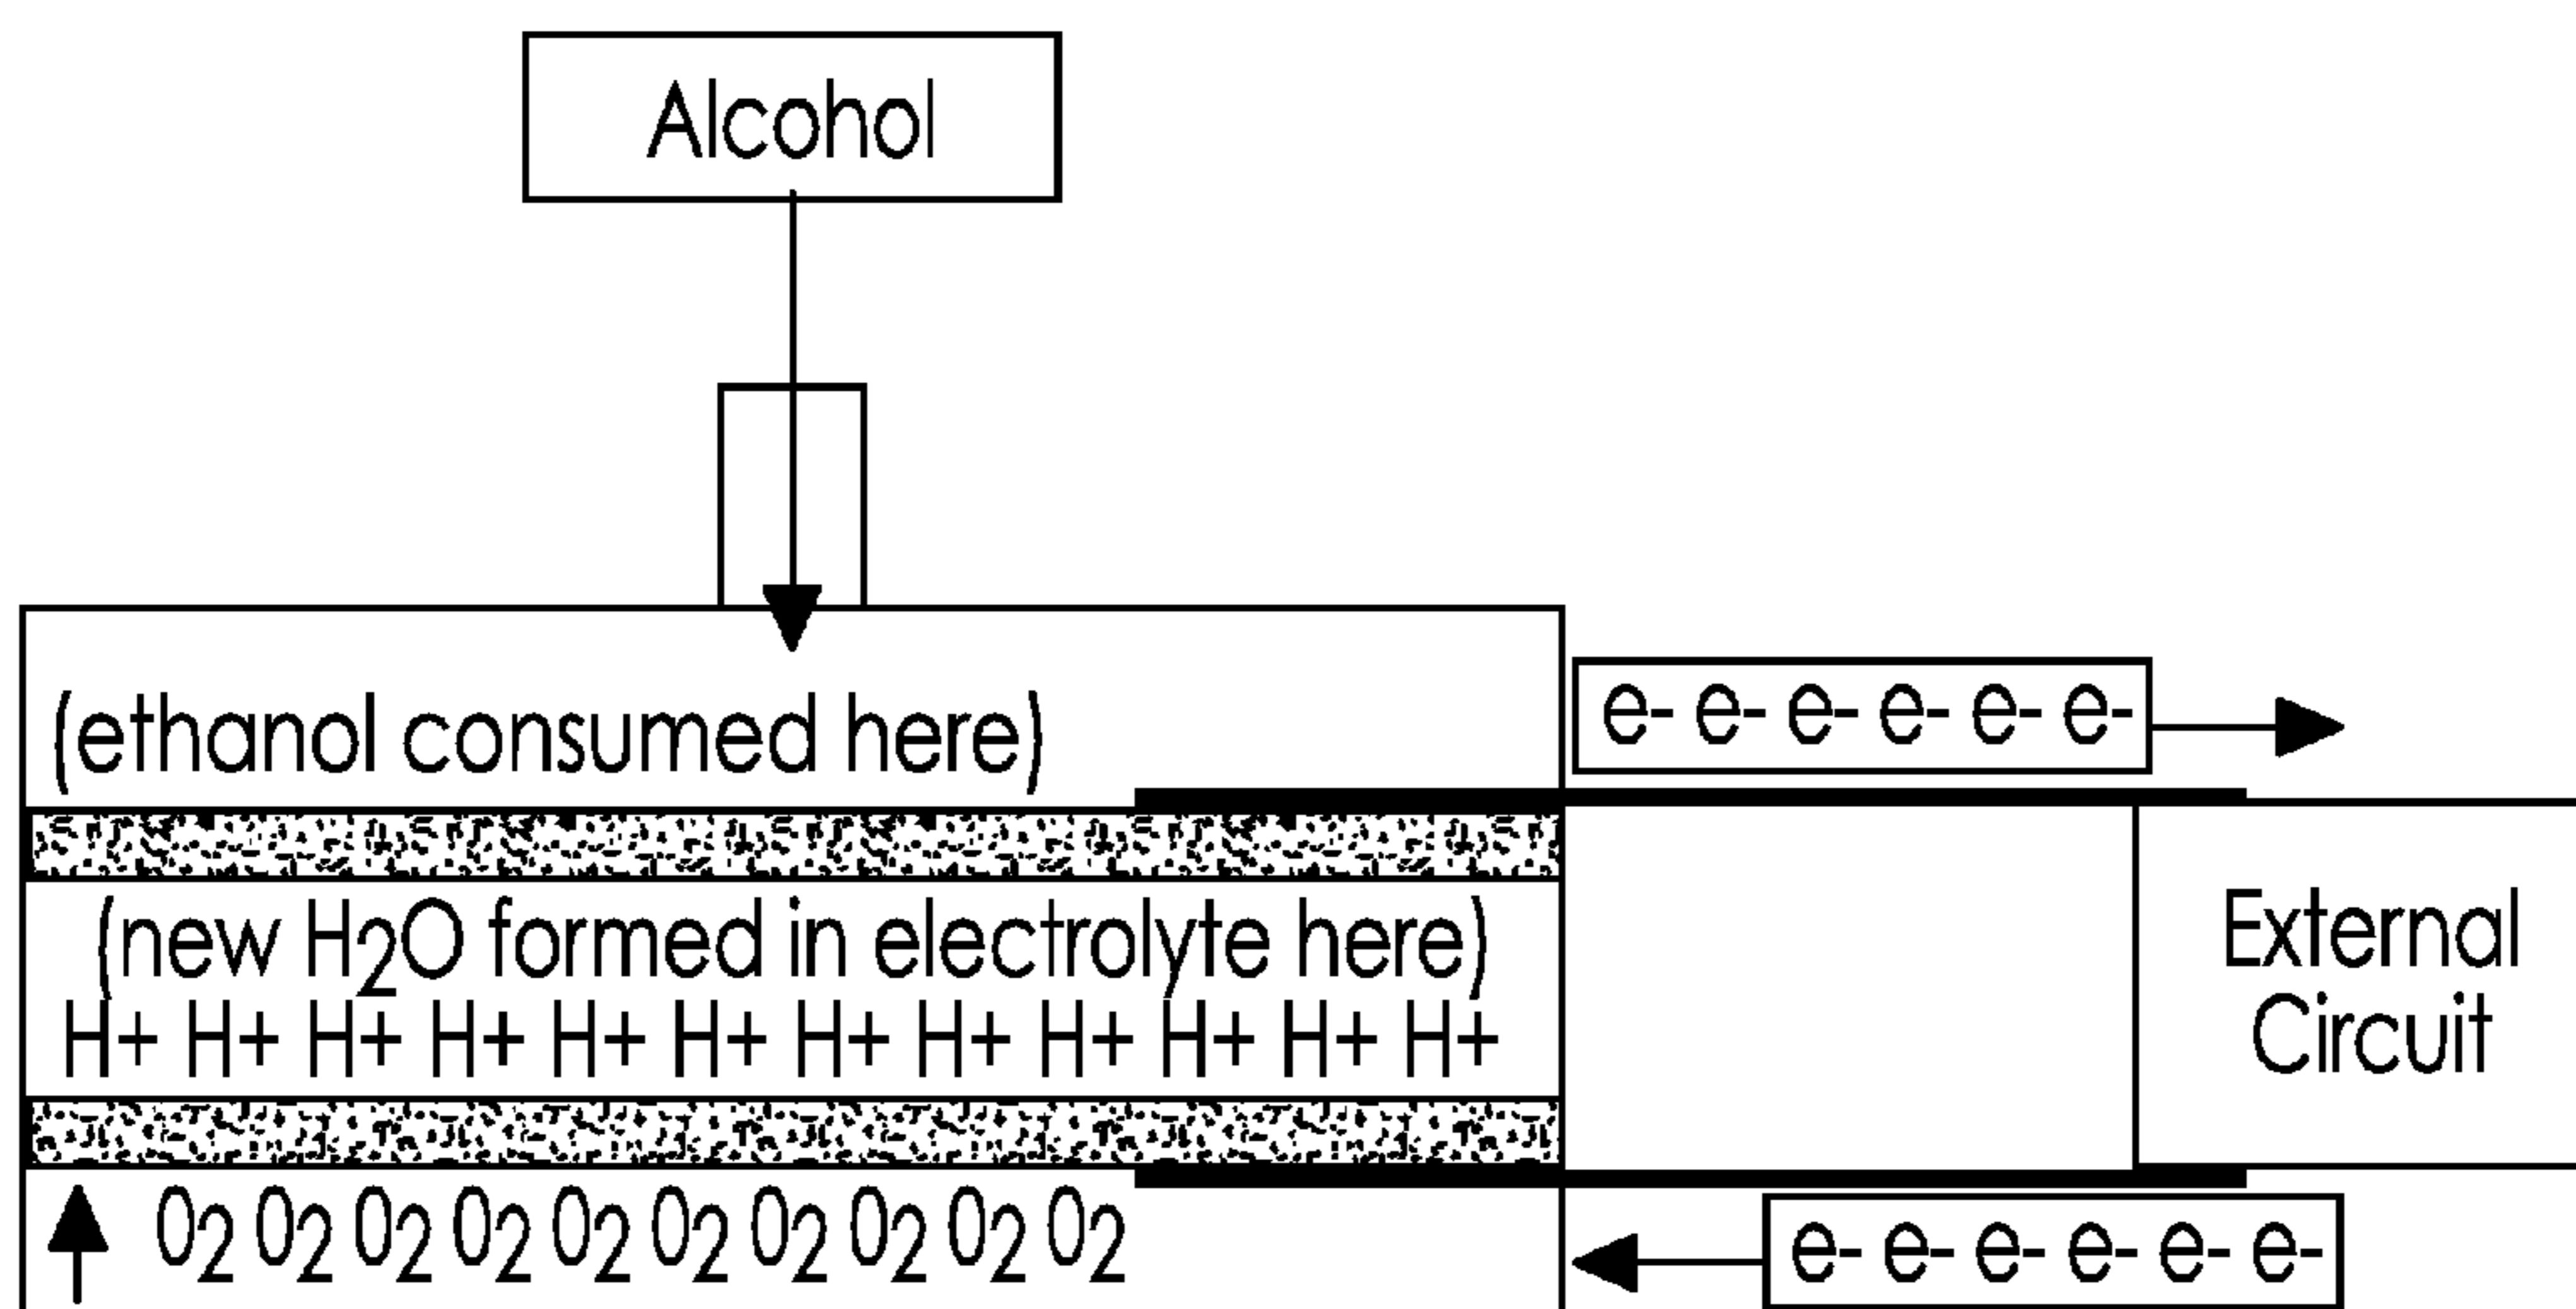 Alcohol
(ethanol consumed here)
e- e- e- e- e- e-
(new H2O formed in electrolyte here)
H+ H+ H+ H+ H+ H+ H+ H+ H+ H+ H+ H+
External
Circuit
O2 O2 O2 O2 O2 O2 O2 O2 O2 O2
e- e- e- e- e- e-